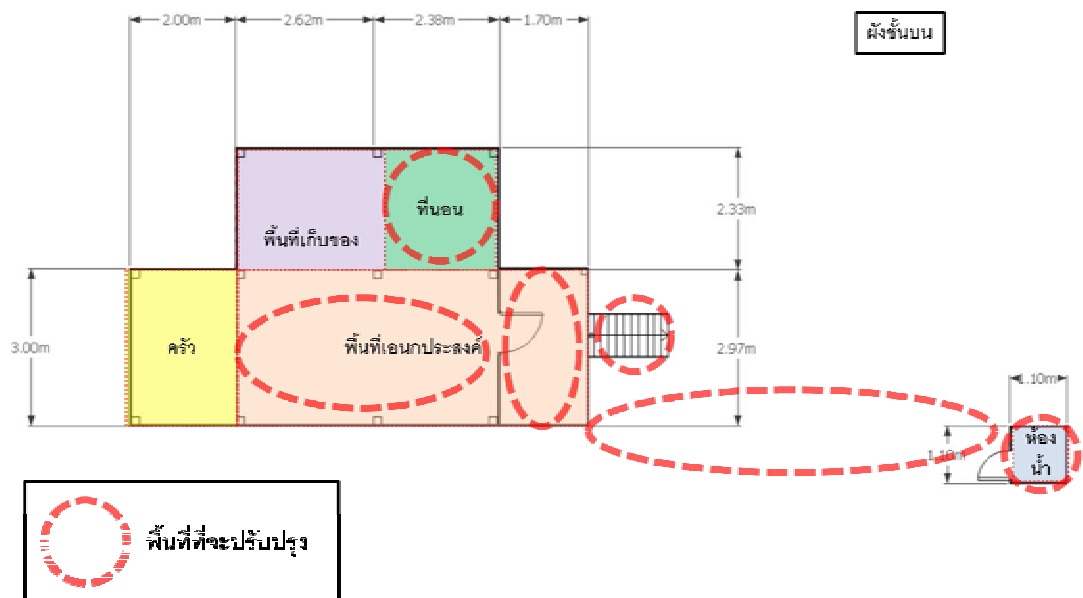 2.00m 2.62m 2.38m 1.70m
ผังชั้นบน
ที่นอน
2.33m
พื้นที่เก็บของ
3.00m
ครัว
พื้นที่เอนกประสงค์
2.97m
1.10m
1.10m
ห้อง
น้ำ
พื้นที่ที่จะปรับปรุง